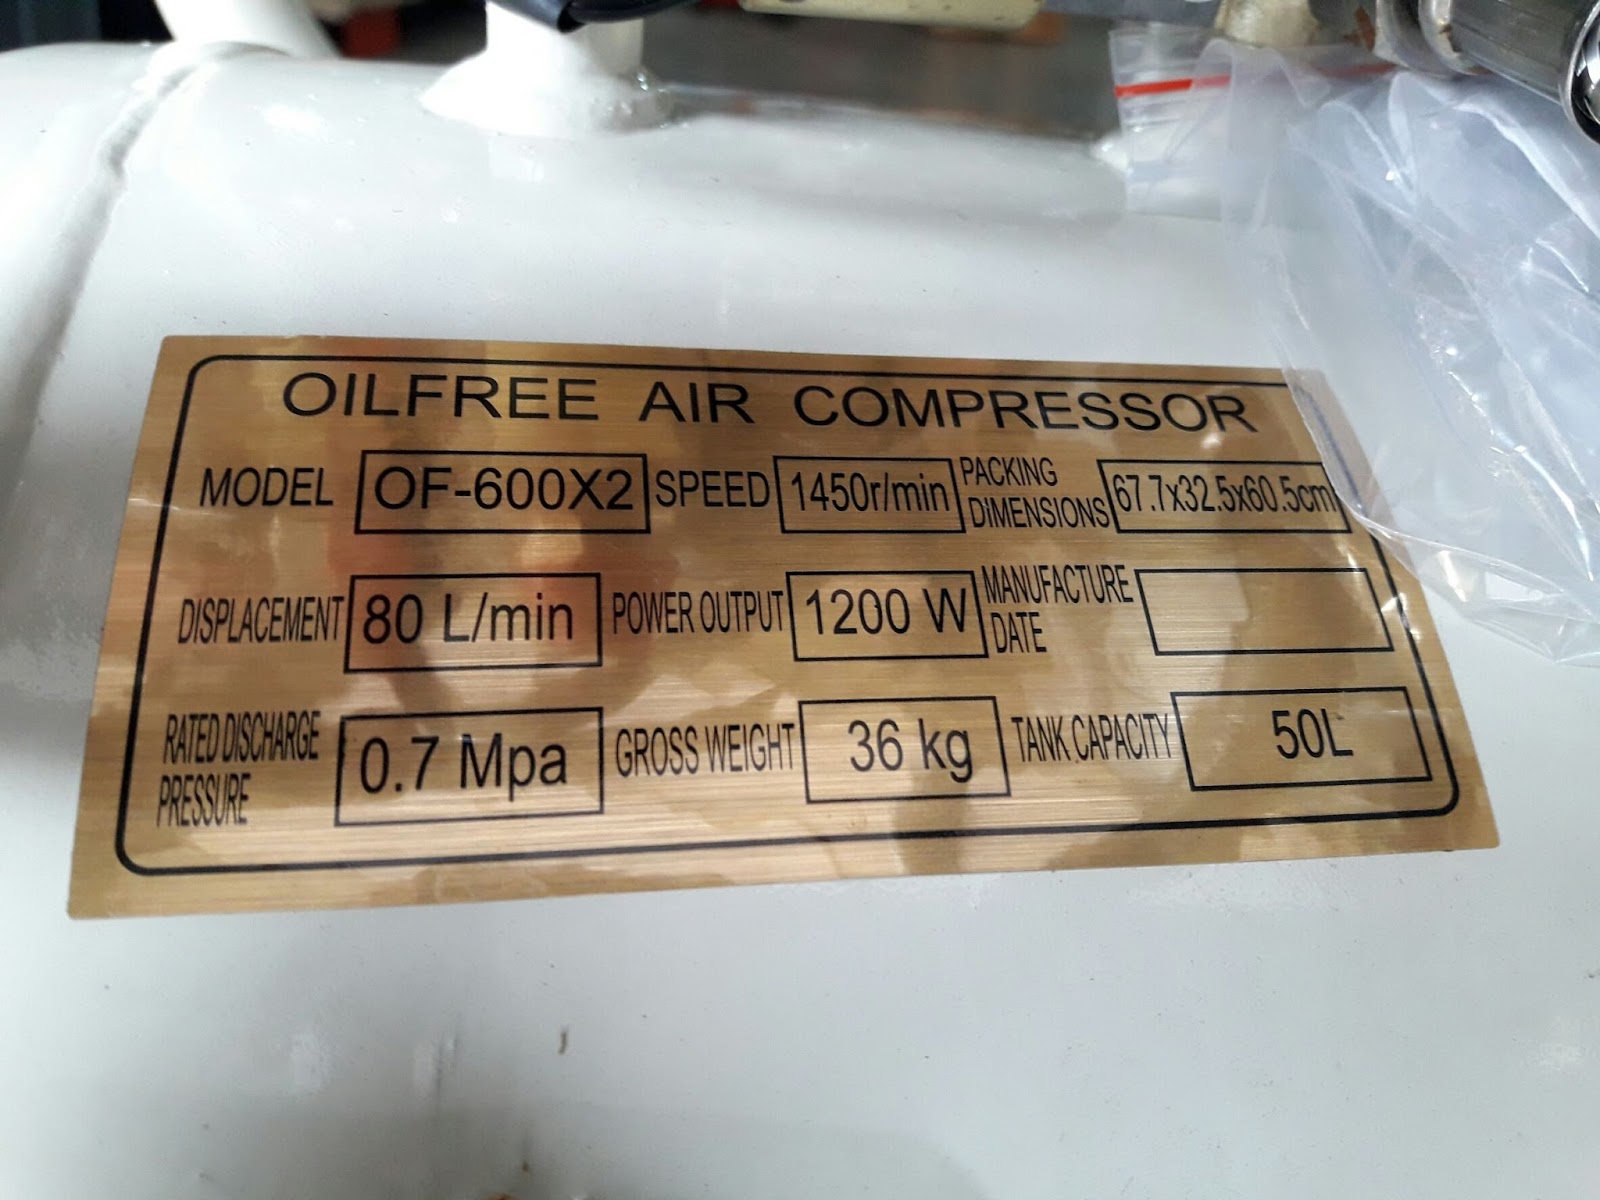 OILFREE AIR COMPRESSOR
MODEL OF-600X2 SPEED 1450r/min PACKING DIMENSIONS 67.7x32.5x60.5cm
DISPLACEMENT 80 L/min POWER OUTPUT 1200 W MANUFACTURE DATE
RATED DISCHARGE PRESSURE 0.7 Mpa GROSS WEIGHT 36 kg TANK CAPACITY 50L